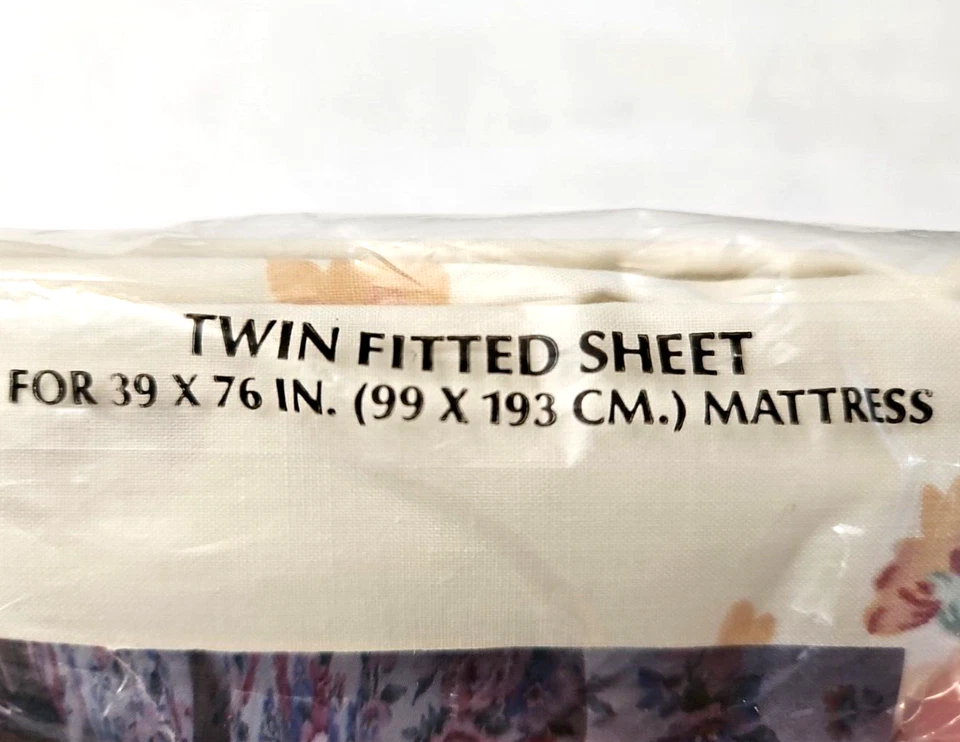 TWIN FITTED SHEET
FOR 39 X 76 IN. (99 X 193 CM.) MATTRESS